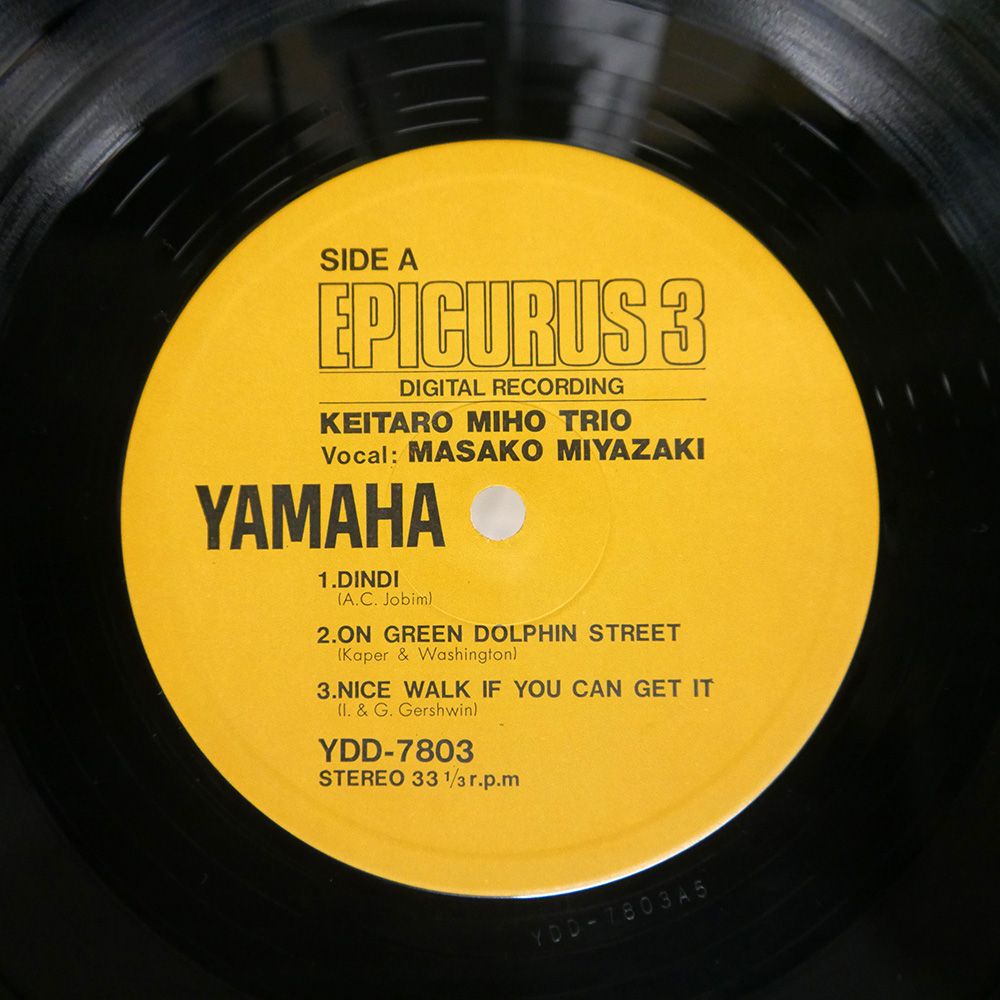 SIDE A
EPICURUS 3
DIGITAL RECORDING
KEITARO MIHO TRIO
Vocal: MASAKO MIYAZAKI
YAMAHA
1.DINDI
(A.C. Jobim)
2.ON GREEN DOLPHIN STREET
(Kaper & Washington)
3.NICE WALK IF YOU CAN GET IT
(I. & G. Gershwin)
YDD-7803
STEREO 33 1/3 r.p.m
YDD-7803A5